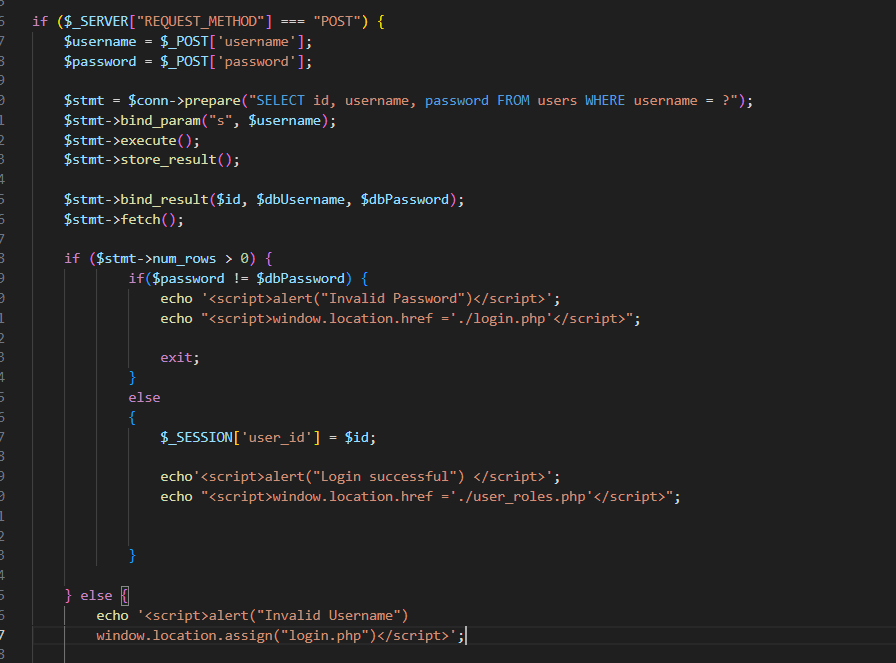 if ($_SERVER["REQUEST_METHOD"] === "POST") {
$username = $_POST['username'];
$password = $_POST['password'];
$stmt = $conn->prepare("SELECT id, username, password FROM users WHERE username = ?");
$stmt->bind_param("s", $username);
$stmt->execute();
$stmt->store_result();
$stmt->bind_result($id, $dbUsername, $dbPassword);
$stmt->fetch();
if ($stmt->num_rows > 0) {
if($password != $dbPassword) {
echo '<script>alert("Invalid Password")</script>';
echo "<script>window.location.href ='./login.php'</script>";
exit;
}
else
{
$_SESSION['user_id'] = $id;
echo'<script>alert("Login successful") </script>';
echo "<script>window.location.href ='./user_roles.php'</script>";
}
} else {
echo '<script>alert("Invalid Username")
window.location.assign("login.php")</script>';